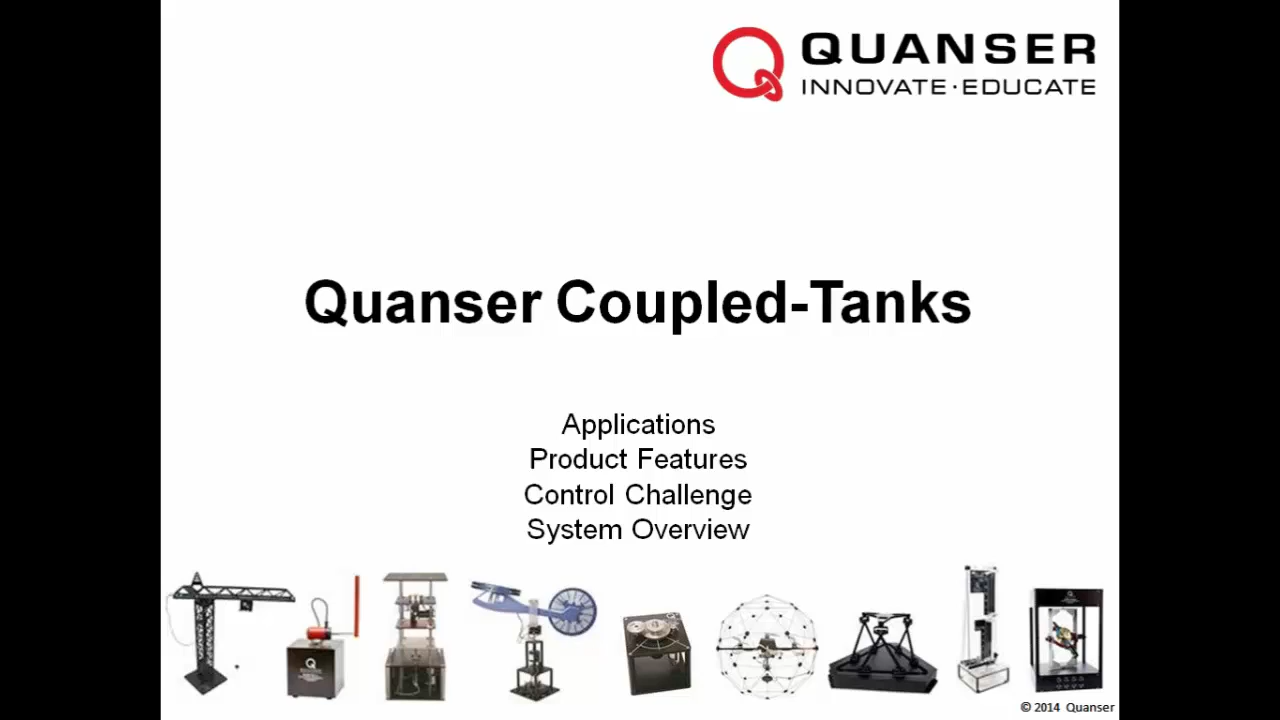 QUANSER
INNOVATE·EDUCATE
Quanser Coupled-Tanks
Applications
Product Features
Control Challenge
System Overview
© 2014 Quanser